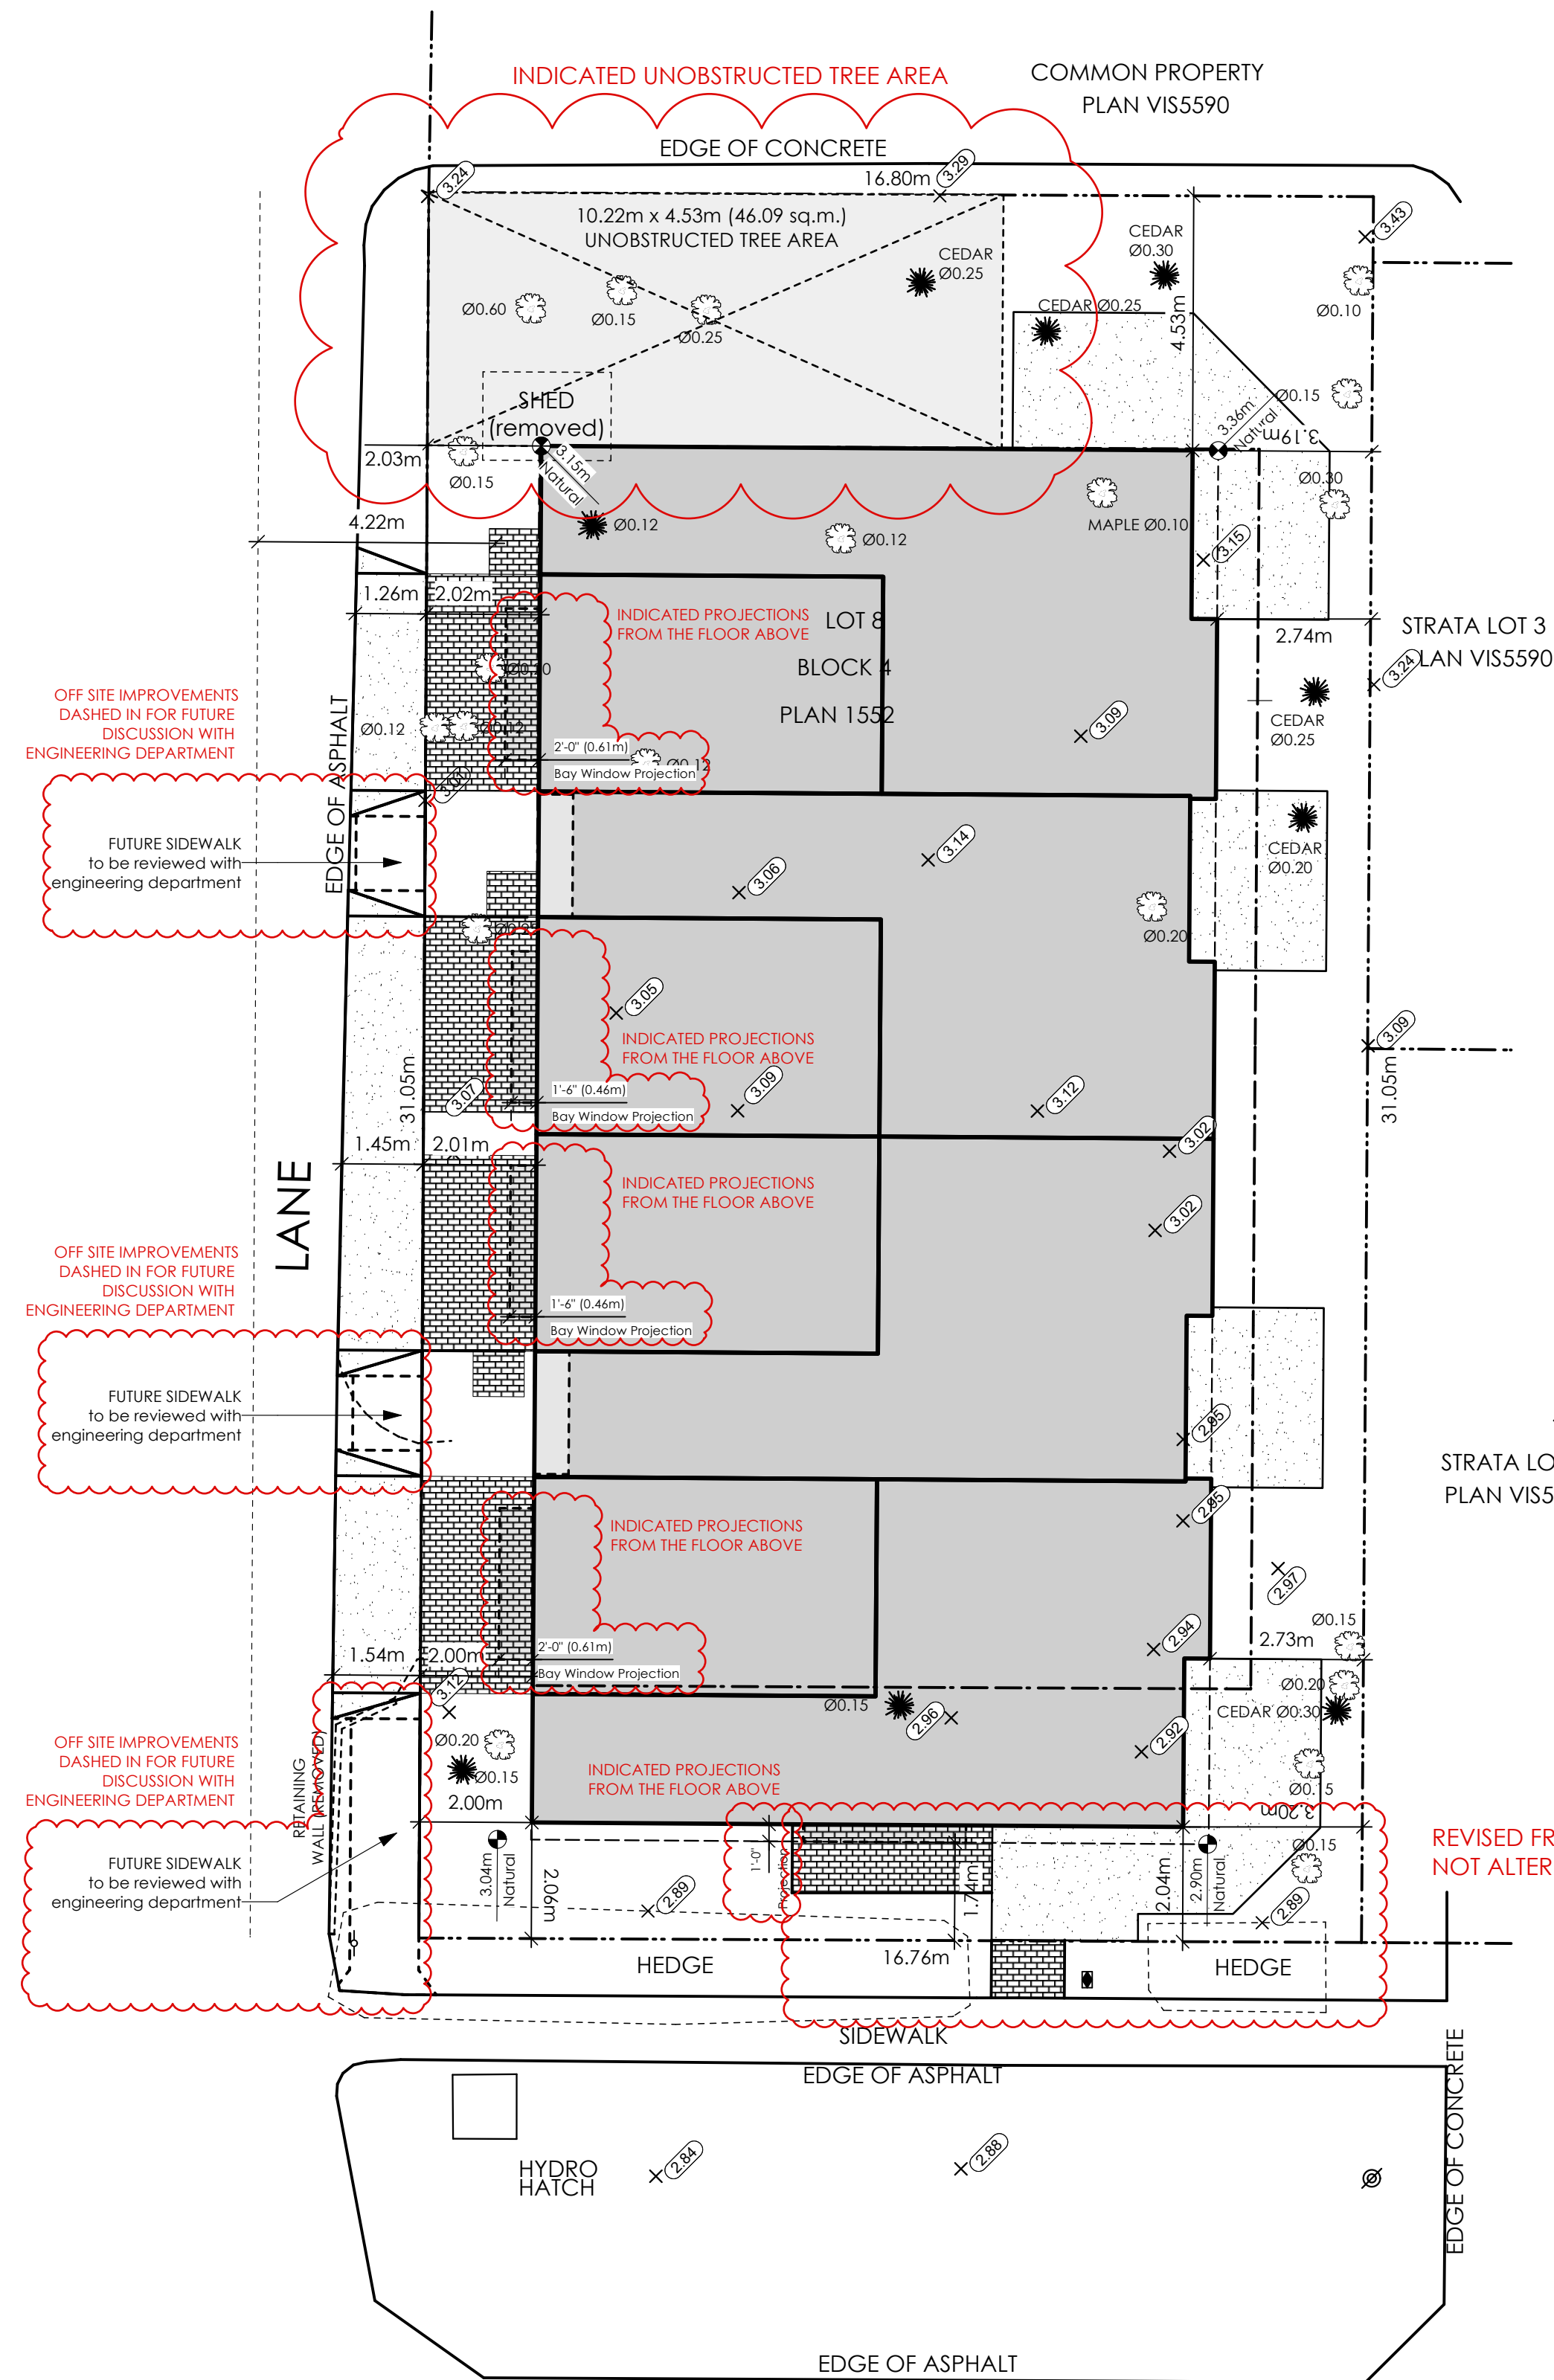 INDICATED UNOBSTRUCTED TREE AREA
COMMON PROPERTY
PLAN VIS5590
EDGE OF CONCRETE
3.24
16.80m
3.29
3.43
10.22m x 4.53m (46.09 sq.m.)
UNOBSTRUCTED TREE AREA
CEDAR
Ø0.25
CEDAR
Ø0.30
Ø0.60
Ø0.15
Ø0.25
CEDAR Ø0.25
4.53m
Ø0.10
SHED
(removed)
Ø0.15
3.36m
Natural
3.19m
2.03m
Ø0.15
3.15m
Natural
Ø0.30
4.22m
Ø0.12
Ø0.12
MAPLE Ø0.10
3.15
1.26m
2.02m
INDICATED PROJECTIONS
FROM THE FLOOR ABOVE
LOT 8
BLOCK 4
PLAN 1552
2.74m
STRATA LOT 3
LAN VIS5590
3.24
OFF SITE IMPROVEMENTS
DASHED IN FOR FUTURE
DISCUSSION WITH
ENGINEERING DEPARTMENT
EDGE OF ASPHALT
Ø0.12
Ø0.12
3.09
CEDAR
Ø0.25
2'-0" (0.61m)
Bay Window Projection
Ø0.12
FUTURE SIDEWALK
to be reviewed with
engineering department
3.06
3.14
CEDAR
Ø0.20
Ø0.20
3.05
3.09
INDICATED PROJECTIONS
FROM THE FLOOR ABOVE
31.05m
3.07
1'-6" (0.46m)
Bay Window Projection
3.09
3.12
31.05m
3.02
1.45m
2.01m
LANE
INDICATED PROJECTIONS
FROM THE FLOOR ABOVE
3.02
OFF SITE IMPROVEMENTS
DASHED IN FOR FUTURE
DISCUSSION WITH
ENGINEERING DEPARTMENT
1'-6" (0.46m)
Bay Window Projection
FUTURE SIDEWALK
to be reviewed with
engineering department
2.95
STRATA LO
PLAN VIS5
2.95
INDICATED PROJECTIONS
FROM THE FLOOR ABOVE
2.97
Ø0.15
1.54m
2.00m
2'-0" (0.61m)
Bay Window Projection
2.94
2.73m
3.12
Ø0.15
2.96
Ø0.20
CEDAR Ø0.30
OFF SITE IMPROVEMENTS
DASHED IN FOR FUTURE
DISCUSSION WITH
ENGINEERING DEPARTMENT
RETAINING
WALL (REMOVED)
Ø0.20
Ø0.15
2.00m
INDICATED PROJECTIONS
FROM THE FLOOR ABOVE
2.92
Ø0.15
3.20m
Ø0.15
REVISED FR
NOT ALTER
FUTURE SIDEWALK
to be reviewed with
engineering department
3.04m
Natural
2.06m
2.89
1'-0"
Projection
1.74m
2.04m
2.90m
Natural
2.89
HEDGE
16.76m
HEDGE
SIDEWALK
EDGE OF ASPHALT
EDGE OF CONCRETE
HYDRO
HATCH
2.84
2.88
EDGE OF ASPHALT